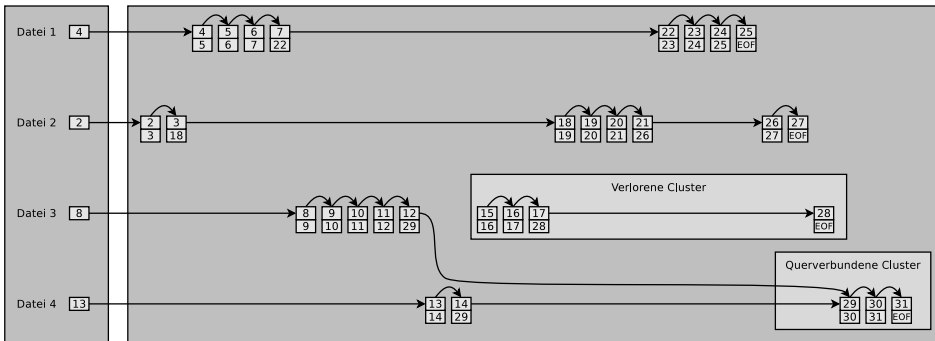 Datei 1 4 4 5 6 7 22 23 24 25
5 6 7 22 23 24 25 EOF
Datei 2 2 2 3 18 19 20 21 26 27
3 18 19 20 21 26 27 EOF
Verlorene Cluster
Datei 3 8 8 9 10 11 12 15 16 17 28
9 10 11 12 29 16 17 28 EOF
Querverbundene Cluster
Datei 4 13 13 14 29 30 31
14 29 30 31 EOF